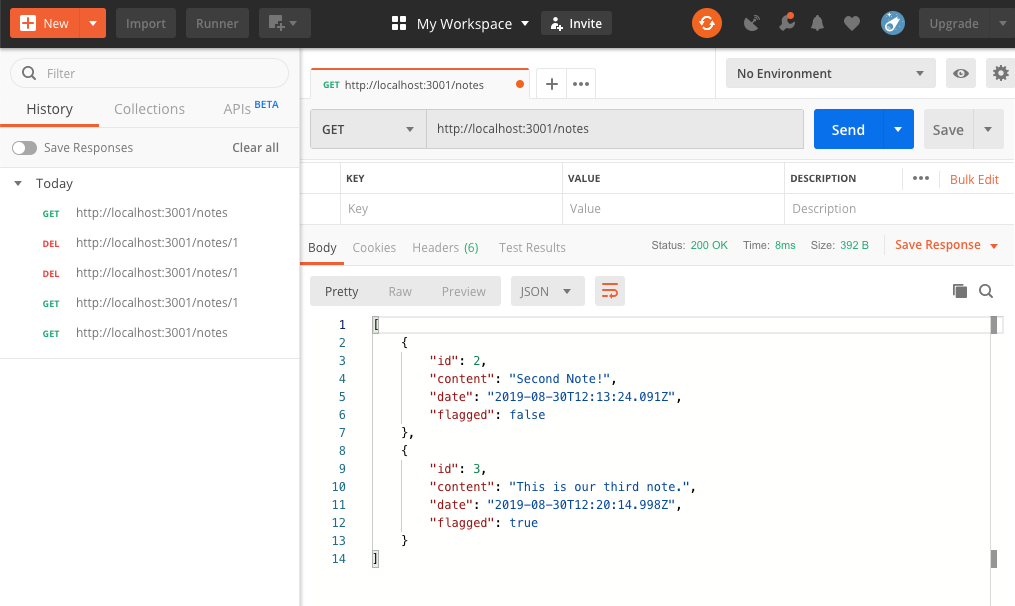 New Import Runner My Workspace Invite Upgrade
Filter
History Collections APIs BETA
Save Responses Clear all
Today
GET http://localhost:3001/notes
DEL http://localhost:3001/notes/1
DEL http://localhost:3001/notes/1
GET http://localhost:3001/notes/1
GET http://localhost:3001/notes
GET http://localhost:3001/notes + ••• No Environment
GET http://localhost:3001/notes Send Save
KEY VALUE DESCRIPTION ••• Bulk Edit
Key Value Description
Body Cookies Headers (6) Test Results Status: 200 OK Time: 8ms Size: 392 B Save Response
Pretty Raw Preview JSON
1 [
2 {
3 "id": 2,
4 "content": "Second Note!",
5 "date": "2019-08-30T12:13:24.091Z",
6 "flagged": false
7 },
8 {
9 "id": 3,
10 "content": "This is our third note.",
11 "date": "2019-08-30T12:20:14.998Z",
12 "flagged": true
13 }
14 ]